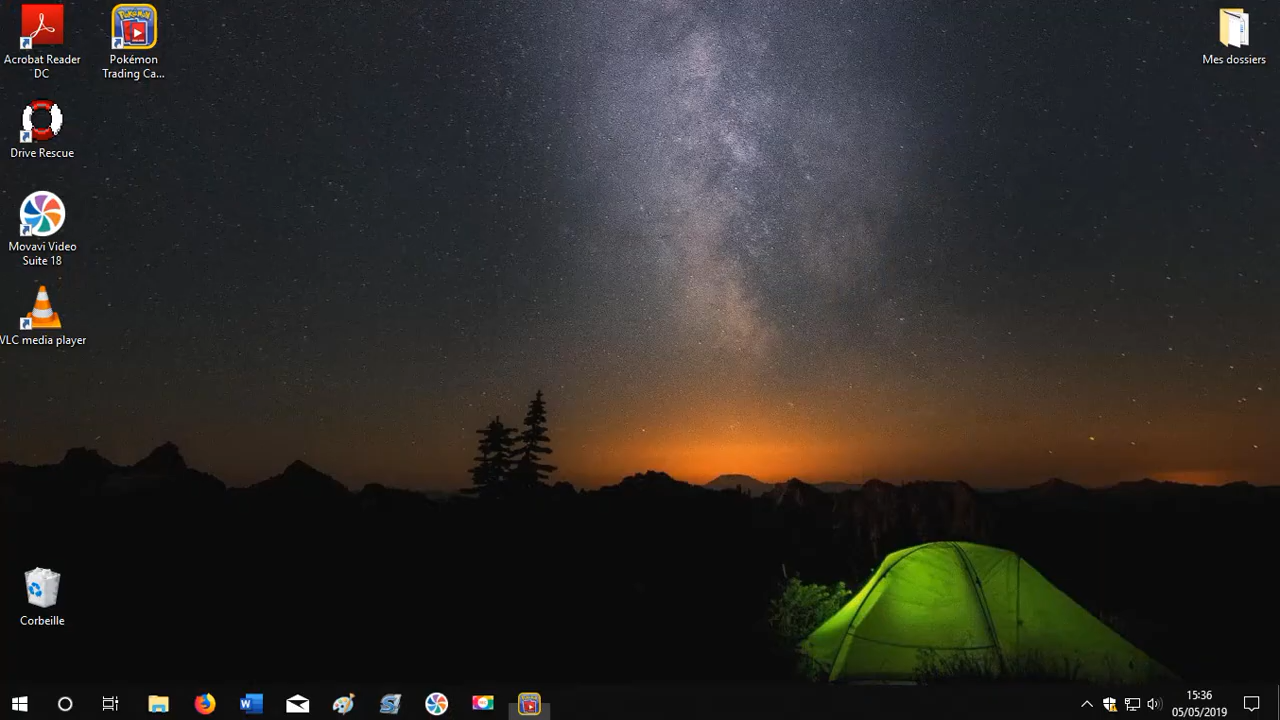 Acrobat Reader
DC
Pokémon
Trading Ca...
Mes dossiers
Drive Rescue
Movavi Video
Suite 18
VLC media player
Corbeille
15:36
05/05/2019